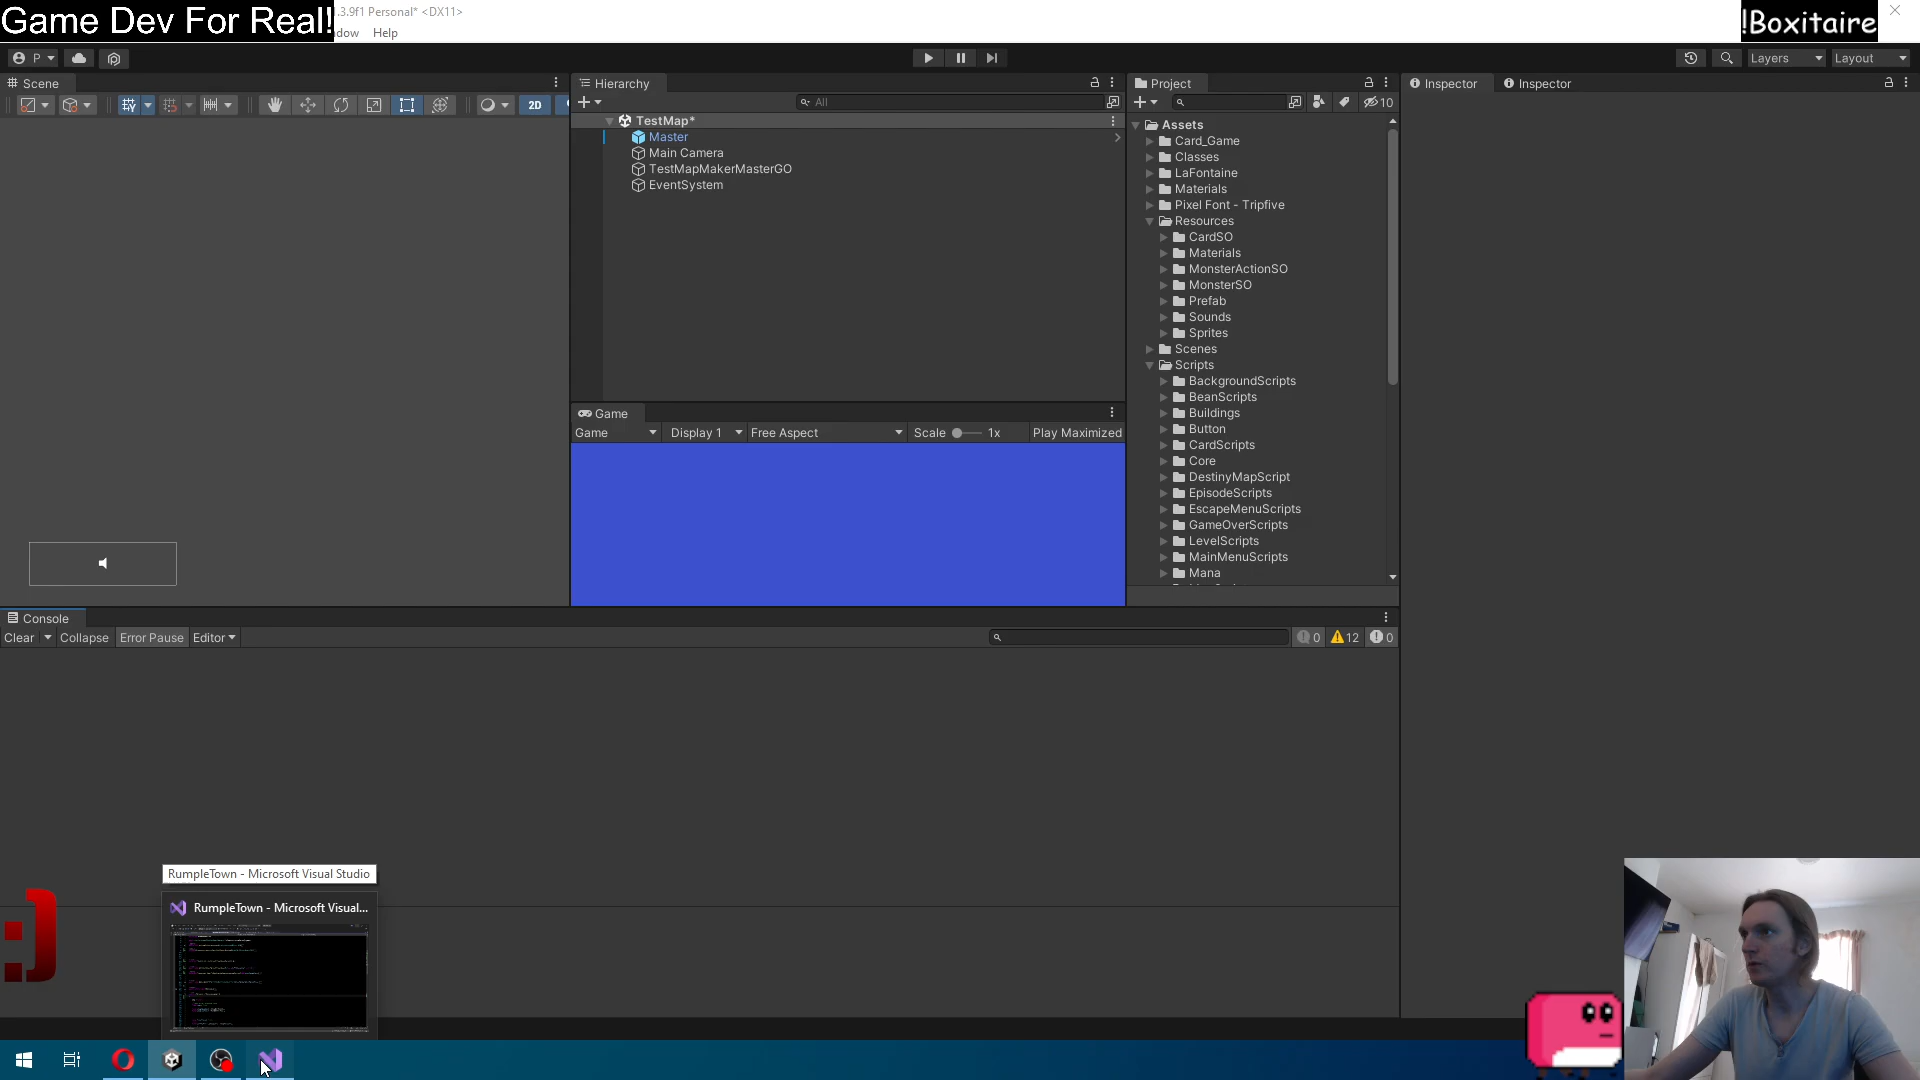 Game Dev For Real!
.3.9f1 Personal* <DX11>
!Boxitaire
dow Help
P
Layers
Layout
Scene
2D
Hierarchy
All
TestMap*
Master
Main Camera
TestMapMakerMasterGO
EventSystem
Game
Game
Display 1
Free Aspect
Scale
1x
Play Maximized
Project
10
Assets
Card_Game
Classes
LaFontaine
Materials
Pixel Font - Tripfive
Resources
CardSO
Materials
MonsterActionSO
MonsterSO
Prefab
Sounds
Sprites
Scenes
Scripts
BackgroundScripts
BeanScripts
Buildings
Button
CardScripts
Core
DestinyMapScript
EpisodeScripts
EscapeMenuScripts
GameOverScripts
LevelScripts
MainMenuScripts
Mana
Inspector
Inspector
Console
Clear
Collapse
Error Pause
Editor
0
12
0
RumpleTown - Microsoft Visual Studio
RumpleTown - Microsoft Visual...
:)